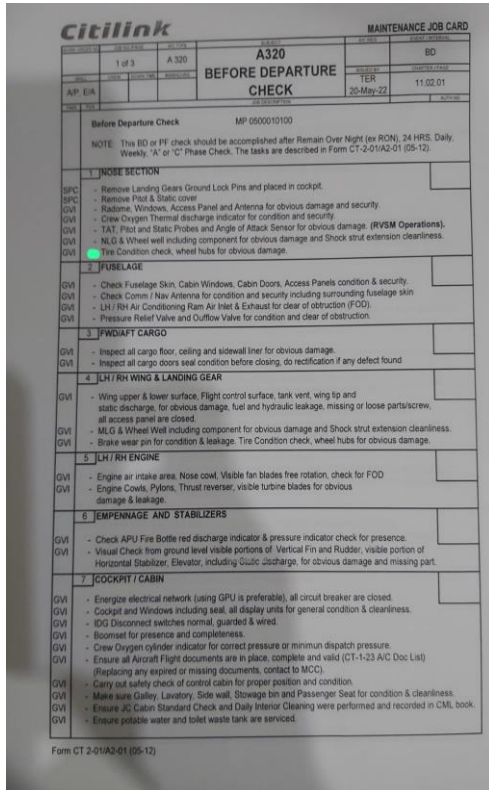 Citilink
MAINTENANCE JOB CARD
1 of 3
A 320
A320
BEFORE DEPARTURE
CHECK
BD
TER
20-May-22
11.02.01
A/P, E/A
Before Departure Check MP 0500010100
NOTE: This BD or PF check should be accomplished after Remain Over Night (ex RON), 24 HRS, Daily,
Weekly, "A" or "C" Phase Check. The tasks are described in Form CT-2-01/A2-01 (05-12).
1 NOSE SECTION
SPC - Remove Landing Gears Ground Lock Pins and placed in cockpit.
SPC - Remove Pitot & Static cover
GVI - Radome, Windows, Access Panel and Antenna for obvious damage and security.
GVI - Crew Oxygen Thermal discharge indicator for condition and security.
GVI - TAT, Pitot and Static Probes and Angle of Attack Sensor for obvious damage. (RVSM Operations).
GVI - NLG & Wheel well including component for obvious damage and Shock strut extension cleanliness.
GVI Tire Condition check, wheel hubs for obvious damage.
2 FUSELAGE
GVI - Check Fuselage Skin, Cabin Windows, Cabin Doors, Access Panels condition & security.
GVI - Check Comm / Nav Antenna for condition and security including surrounding fuselage skin
GVI - LH / RH Air Conditioning Ram Air Inlet & Exhaust for clear of obtruction (FOD).
GVI - Pressure Relief Valve and Outflow Valve for condition and clear of obstruction.
3 FWD/AFT CARGO
GVI - Inspect all cargo floor, ceiling and sidewall liner for obvious damage.
GVI - Inspect all cargo doors seal condition before closing, do rectification if any defect found
4 LH / RH WING & LANDING GEAR
GVI - Wing upper & lower surface, Flight control surface, tank vent, wing tip and
static discharge, for obvious damage, fuel and hydraulic leakage, missing or loose parts/screw,
all access panel are closed.
GVI - MLG & Wheel Well including component for obvious damage and Shock strut extension cleanliness.
GVI - Brake wear pin for condition & leakage. Tire Condition check, wheel hubs for obvious damage.
5 LH / RH ENGINE
GVI - Engine air intake area, Nose cowl, Visible fan blades free rotation, check for FOD
GVI - Engine Cowls, Pylons, Thrust reverser, visible turbine blades for obvious
damage & leakage.
6 EMPENNAGE AND STABILIZERS
GVI - Check APU Fire Bottle red discharge indicator & pressure indicator check for presence.
GVI - Visual Check from ground level visible portions of Vertical Fin and Rudder, visible portion of
Horizontal Stabilizer, Elevator, including Static discharge, for obvious damage and missing part.
7 COCKPIT / CABIN
GVI - Energize electrical network (using GPU is preferable), all circuit breaker are closed.
GVI - Cockpit and Windows including seal, all display units for general condition & cleanliness.
GVI - IDG Disconnect switches normal, guarded & wired.
GVI - Boomset for presence and completeness.
GVI - Crew Oxygen cylinder indicator for correct pressure or minimun dispatch pressure.
GVI - Ensure all Aircraft Flight documents are in place, complete and valid (CT-1-23 A/C Doc List)
(Replacing any expired or missing documents, contact to MCC).
GVI - Carry out safety check of control cabin for proper position and condition.
GVI - Make sure Galley, Lavatory, Side wall, Stowage bin and Passenger Seat for condition & cleanliness.
GVI - Ensure JC Cabin Standard Check and Daily Interior Cleaning were performed and recorded in CML book.
GVI - Ensure potable water and toilet waste tank are serviced.
Form CT 2-01/A2-01 (05-12)